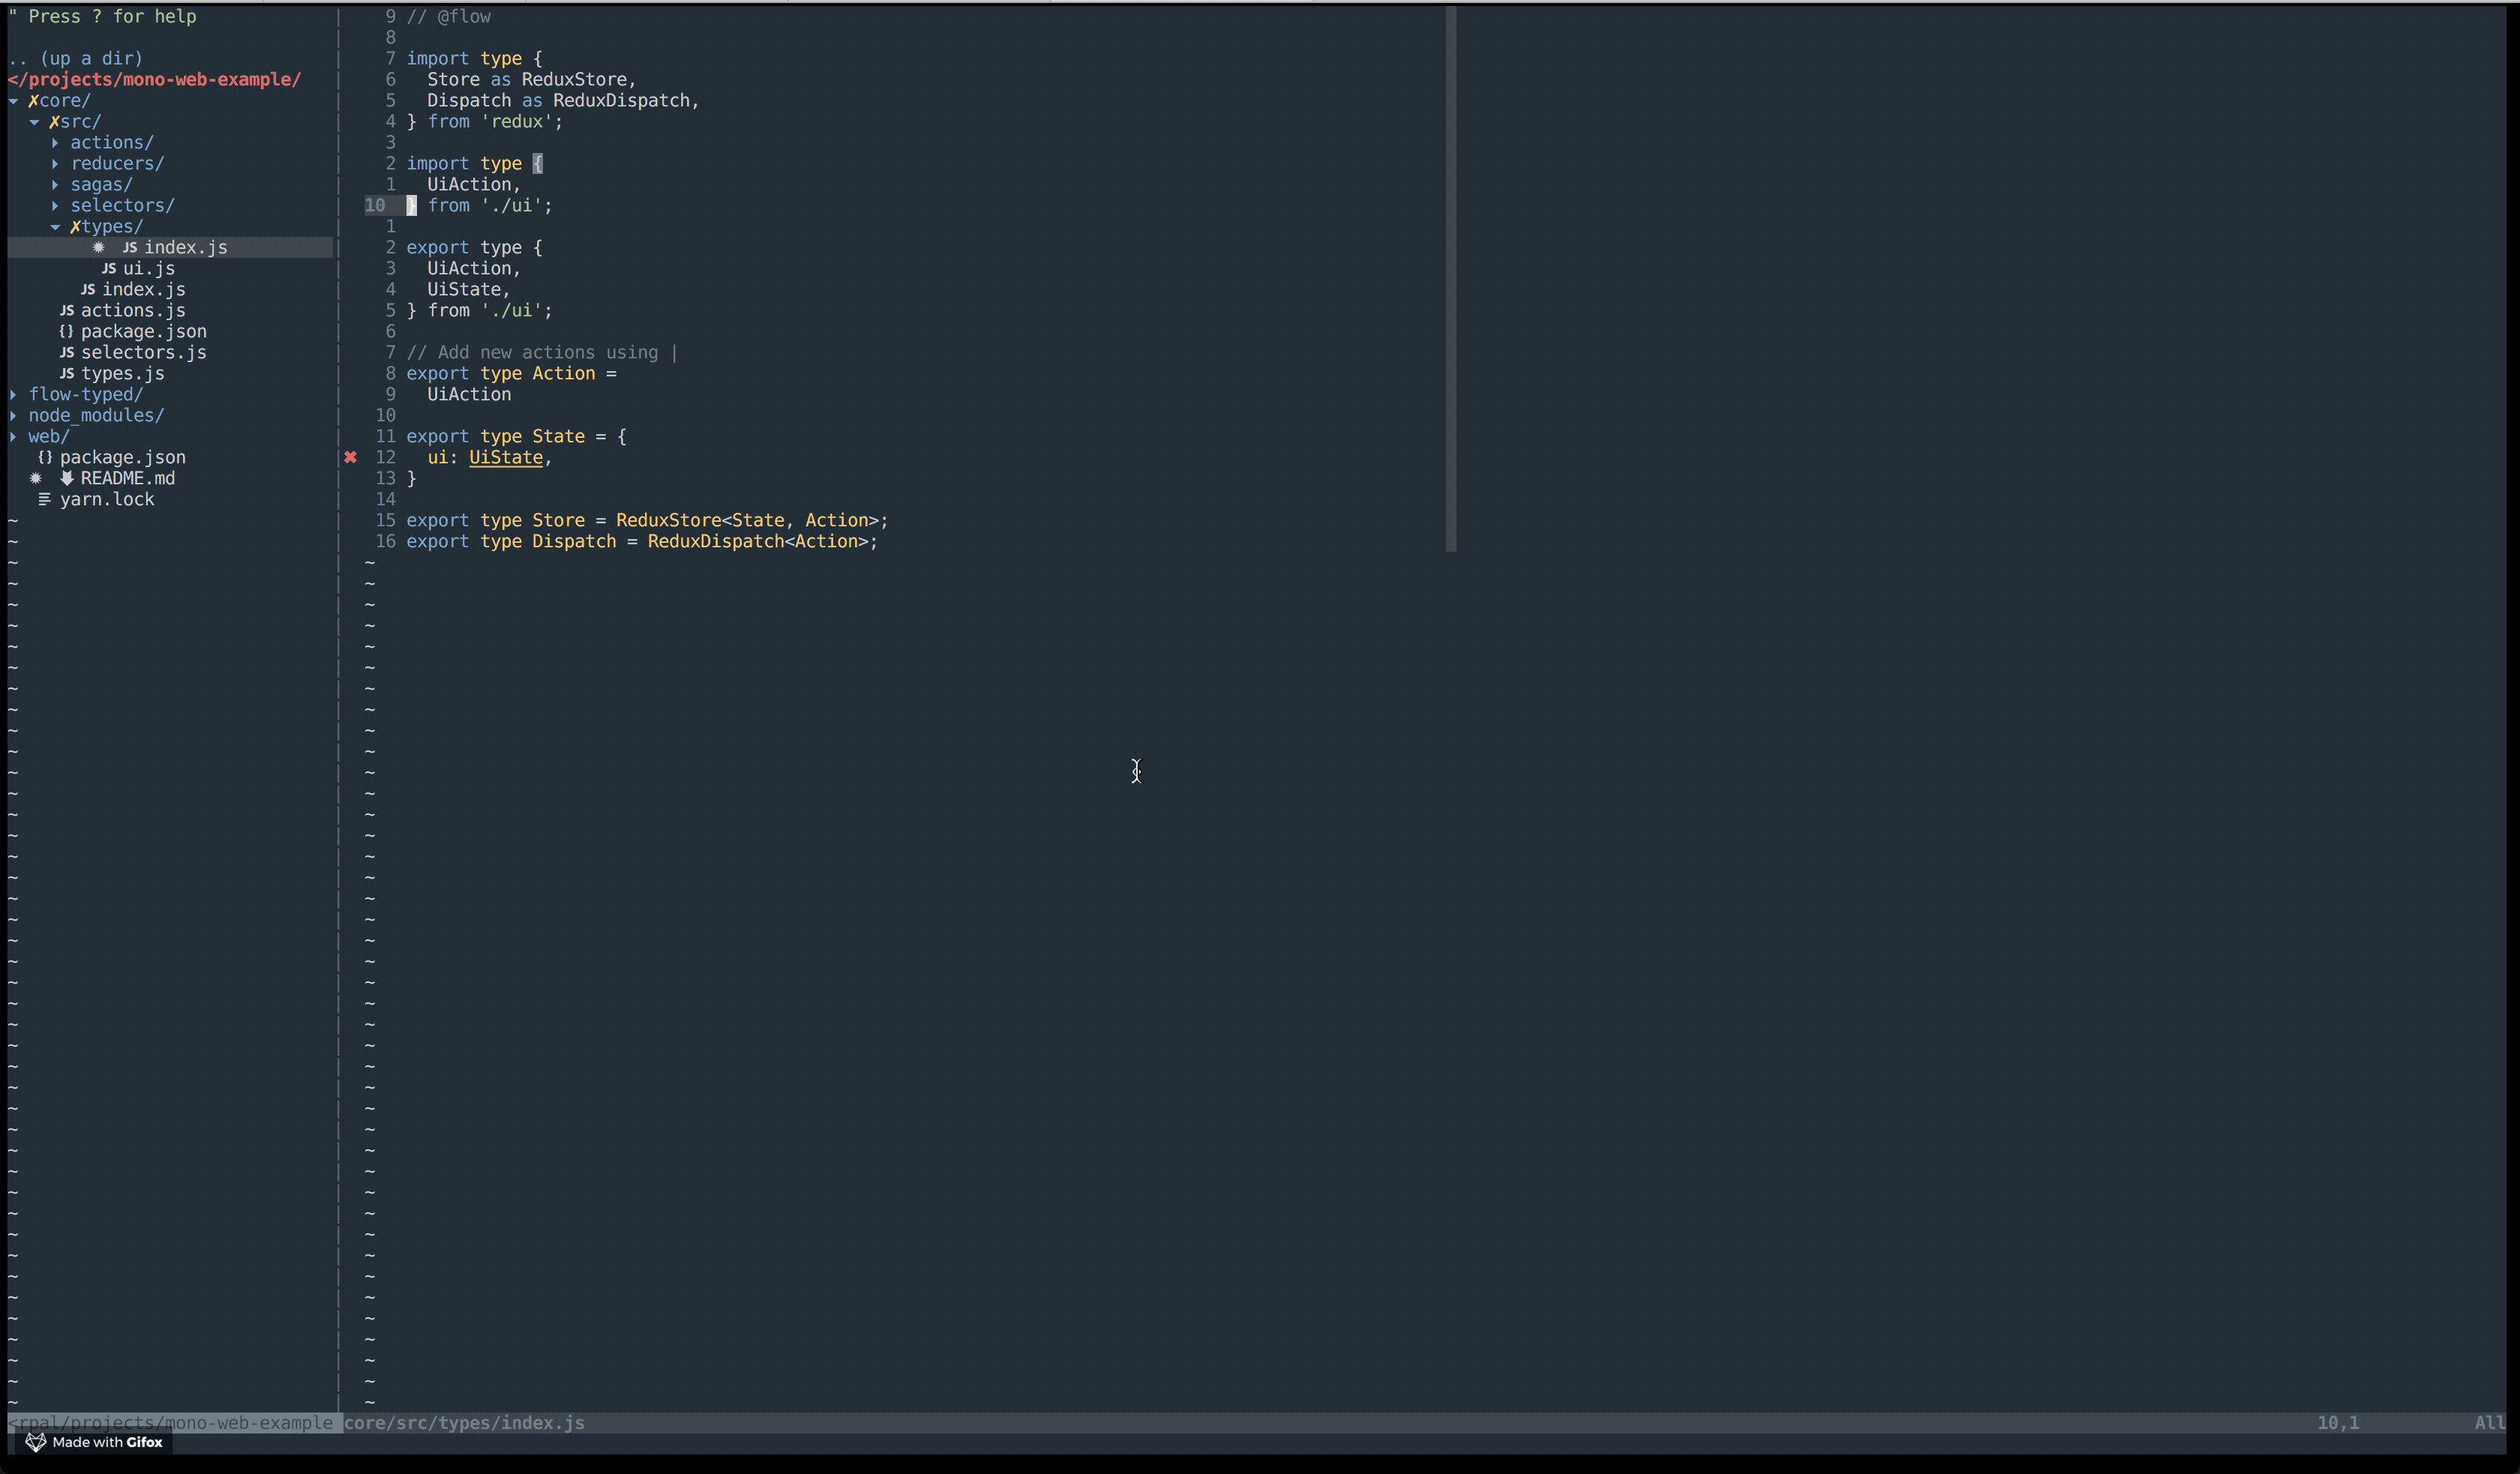 " Press ? for help
.. (up a dir)
</projects/mono-web-example/
▾ ✗core/
▾ ✗src/
▸ actions/
▸ reducers/
▸ sagas/
▸ selectors/
▾ ✗types/
✹ JS index.js
JS ui.js
JS index.js
JS actions.js
{} package.json
JS selectors.js
JS types.js
▸ flow-typed/
▸ node_modules/
▸ web/
{} package.json
✹ README.md
yarn.lock
9 // @flow
8
7 import type {
6   Store as ReduxStore,
5   Dispatch as ReduxDispatch,
4 } from 'redux';
3
2 import type {
1   UiAction,
10 } from './ui';
1
2 export type {
3   UiAction,
4   UiState,
5 } from './ui';
6
7 // Add new actions using |
8 export type Action =
9   UiAction
10
11 export type State = {
✖ 12   ui: UiState,
13 }
14
15 export type Store = ReduxStore<State, Action>;
16 export type Dispatch = ReduxDispatch<Action>;
<rpal/projects/mono-web-example core/src/types/index.js 10,1 All
Made with Gifox